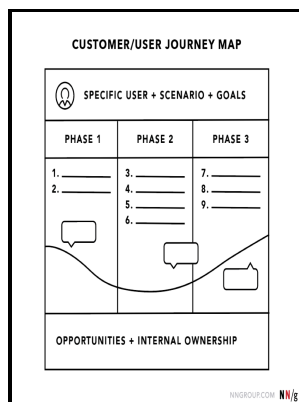 CUSTOMER/USER JOURNEY MAP
SPECIFIC USER + SCENARIO + GOALS
PHASE 1 PHASE 2 PHASE 3
1. 3. 7.
2. 4. 8.
5. 9.
6.
OPPORTUNITIES + INTERNAL OWNERSHIP
NNGROUP.COM NN/g